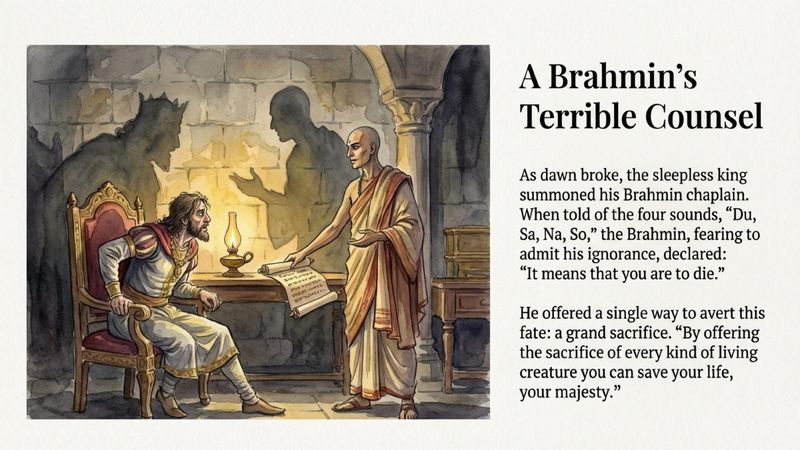 A Brahmin’s
Terrible Counsel
As dawn broke, the sleepless king
summoned his Brahmin chaplain.
When told of the four sounds, “Du,
Sa, Na, So,” the Brahmin, fearing to
admit his ignorance, declared:
“It means that you are to die.”
He offered a single way to avert this
fate: a grand sacrifice. “By offering
the sacrifice of every kind of living
creature you can save your life,
your majesty.”